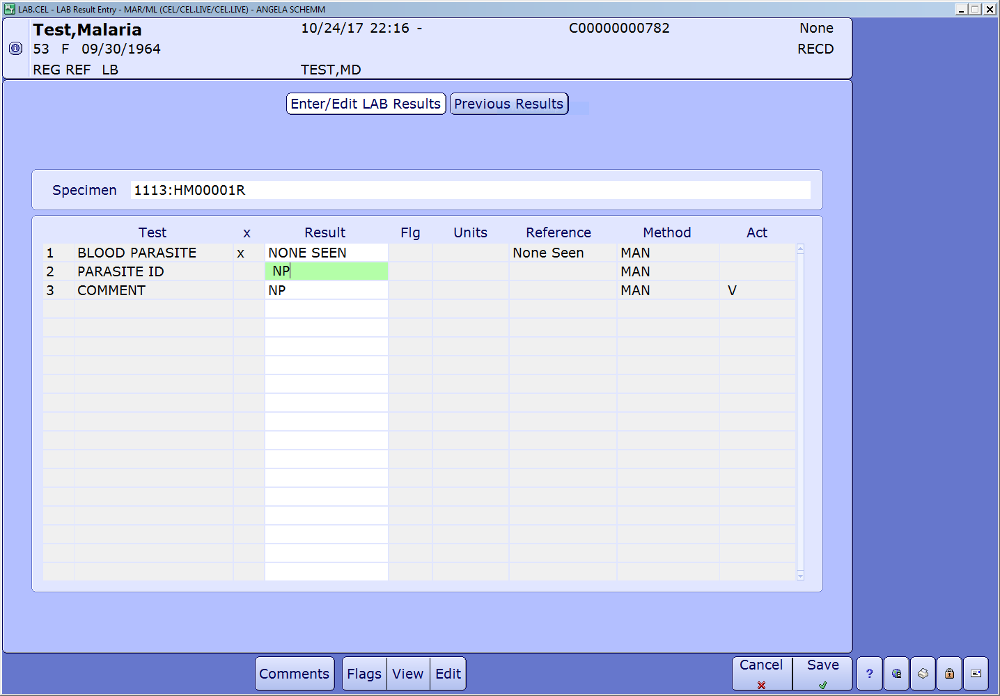 LAB.CEL - LAB Result Entry - MAR/ML (CEL/CEL.LIVE/CEL.LIVE) - ANGELA SCHEMM
Test,Malaria 10/24/17 22:16 - C00000000782 None
53 F 09/30/1964 RECD
REG REF LB TEST,MD
Enter/Edit LAB Results Previous Results
Specimen 1113:HM00001R
Test x Result Flg Units Reference Method Act
1 BLOOD PARASITE x NONE SEEN None Seen MAN
2 PARASITE ID NP MAN
3 COMMENT NP MAN V
Comments Flags View Edit Cancel Save ?